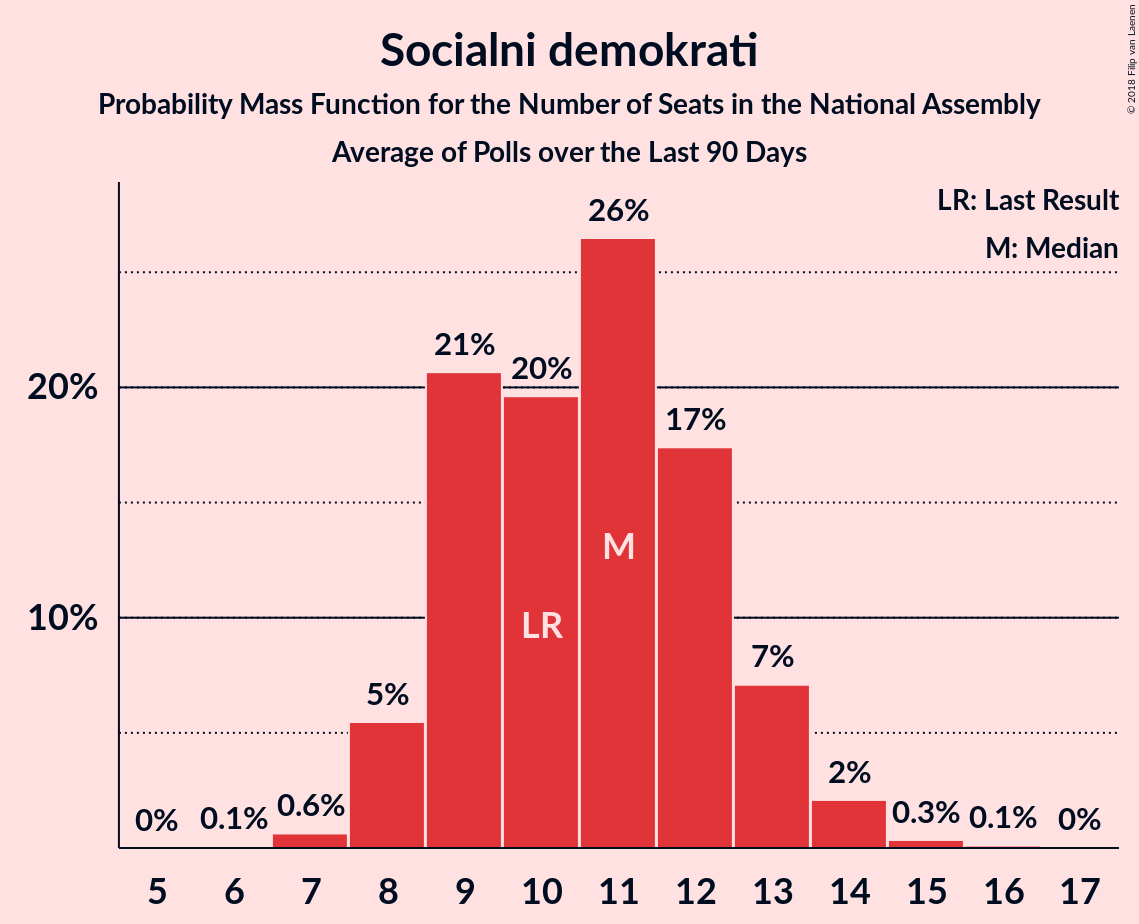 Socialni demokrati
Probability Mass Function for the Number of Seats in the National Assembly
Average of Polls over the Last 90 Days
© 2018 Filip van Laenen
LR: Last Result
M: Median
26%
21%
20%
20%
17%
M
10%
LR
7%
5%
2%
0%
0.1%
0.6%
0.3%
0.1%
0%
5 6 7 8 9 10 11 12 13 14 15 16 17